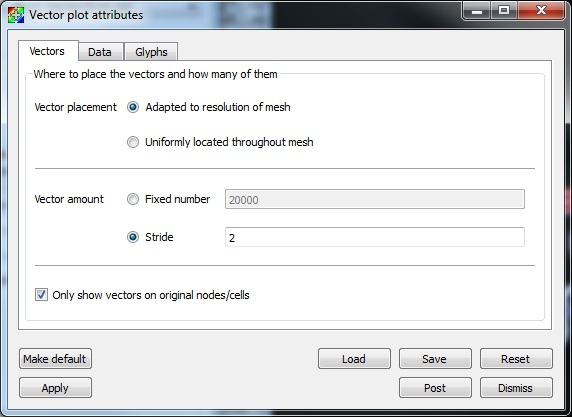 Vector plot attributes
Vectors Data Glyphs
Where to place the vectors and how many of them
Vector placement Adapted to resolution of mesh
Uniformly located throughout mesh
Vector amount Fixed number 20000
Stride 2
Only show vectors on original nodes/cells
Make default Load Save Reset
Apply Post Dismiss